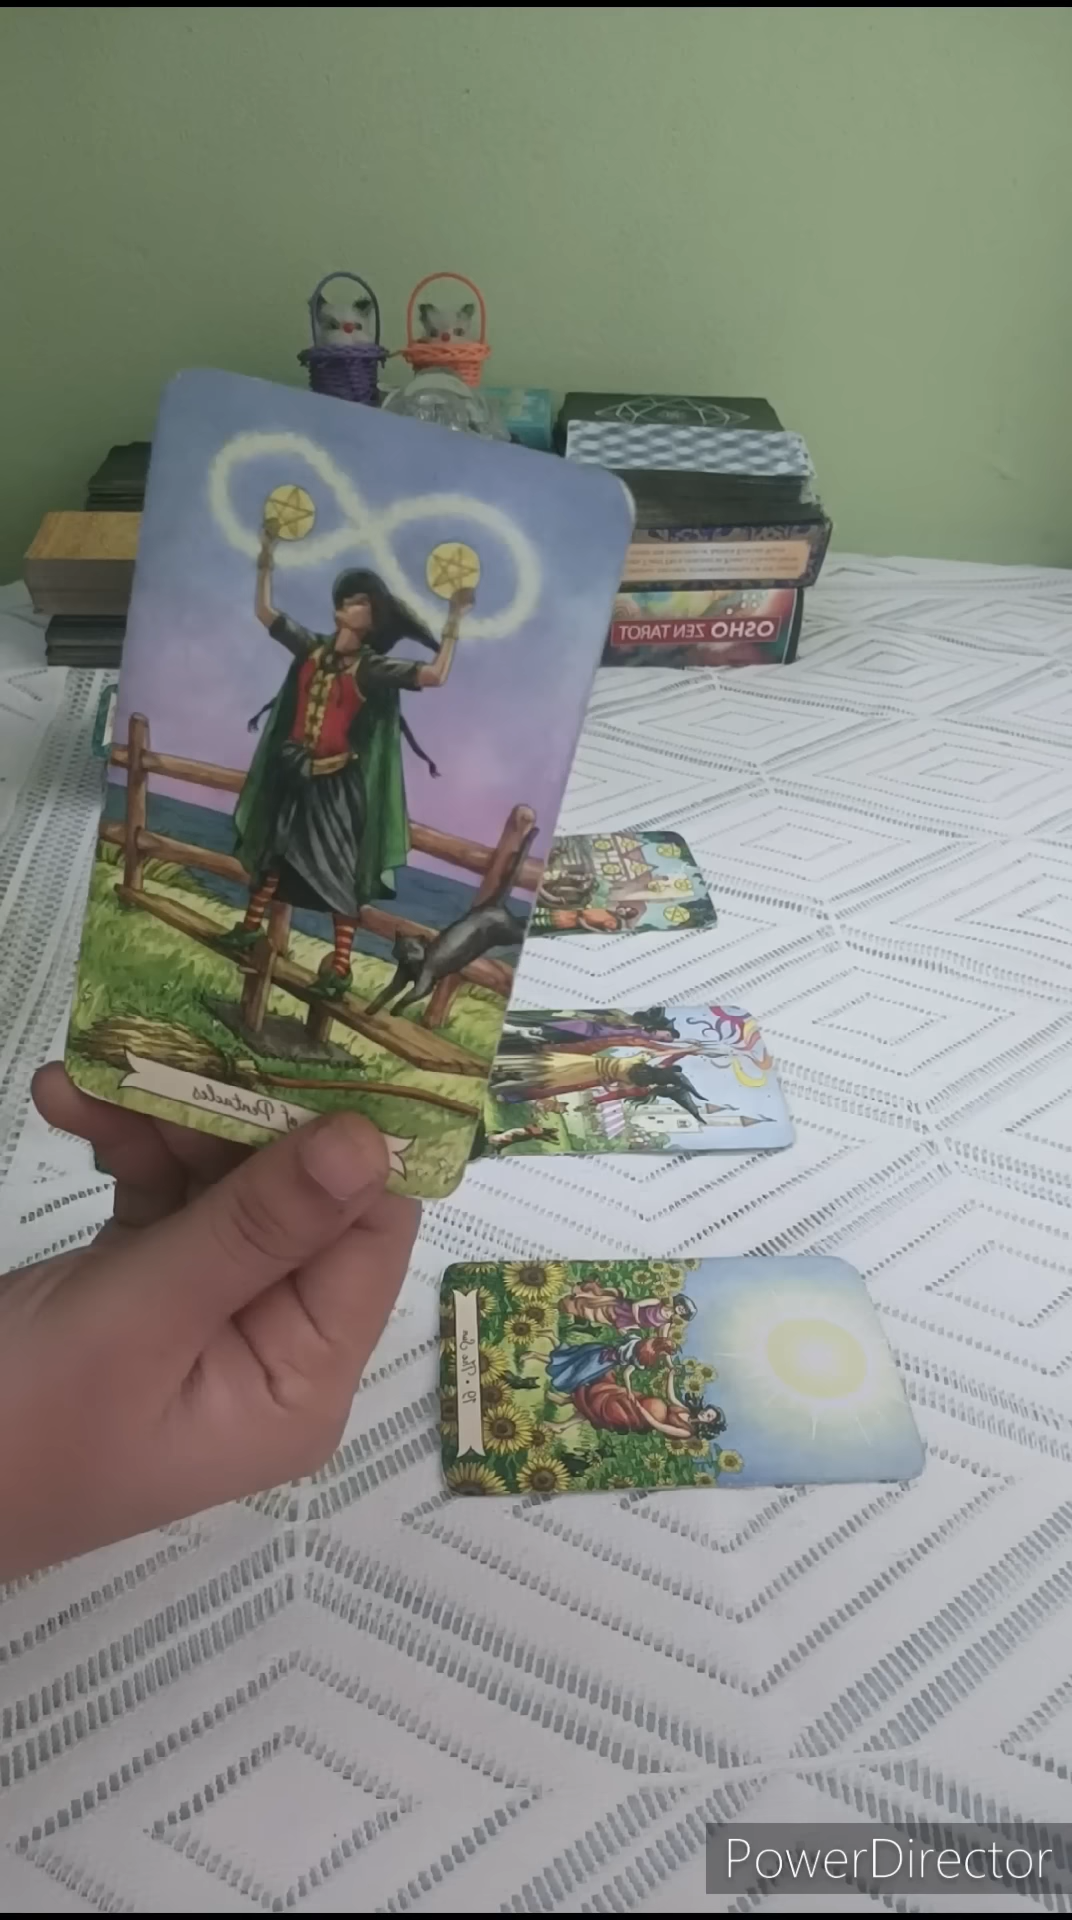 OSHO ZEN TAROT
of Pentacles
19 • The Sun
PowerDirector